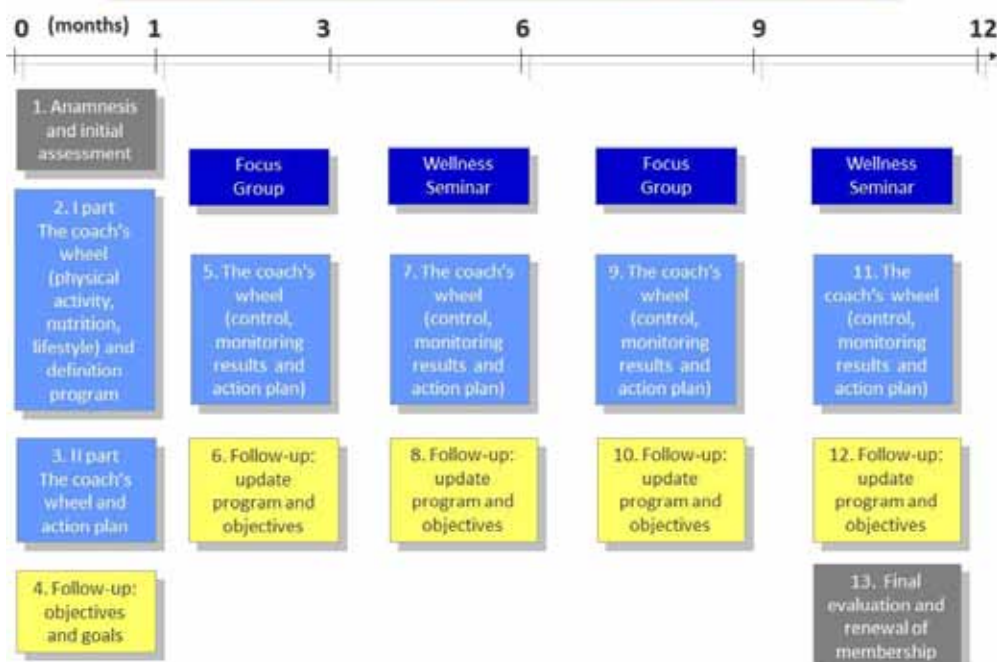 0 (months) 1 3 6 9 12
1. Anamnesis
and initial
assessment
2. I part
The coach's
wheel
(physical
activity,
nutrition,
lifestyle) and
definition
program
3. II part
The coach's
wheel and
action plan
4. Follow-up:
objectives
and goals
Focus
Group
5. The coach's
wheel
(control,
monitoring
results and
action plan)
6. Follow-up:
update
program and
objectives
Wellness
Seminar
7. The coach's
wheel
(control,
monitoring
results and
action plan)
8. Follow-up:
update
program and
objectives
Focus
Group
9. The coach's
wheel
(control,
monitoring
results and
action plan)
10. Follow-up:
update
program and
objectives
Wellness
Seminar
11. The
coach's wheel
(control,
monitoring
results and
action plan)
12. Follow-up:
update
program and
objectives
13. Final
evaluation and
renewal of
membership